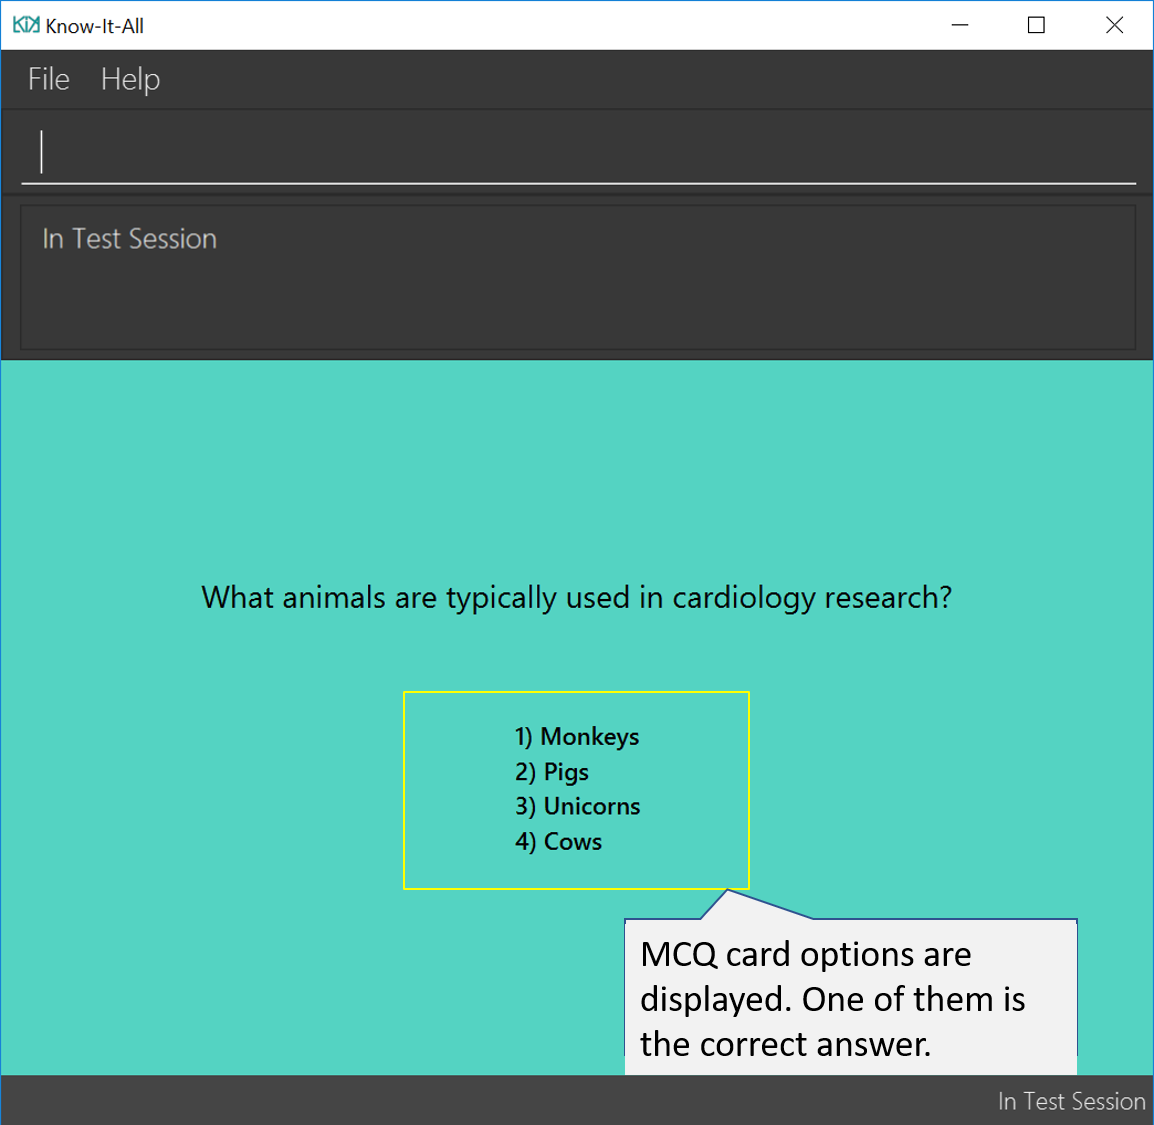 Know-It-All
File Help
In Test Session
What animals are typically used in cardiology research?
1) Monkeys
2) Pigs
3) Unicorns
4) Cows
MCQ card options are
displayed. One of them is
the correct answer.
In Test Session